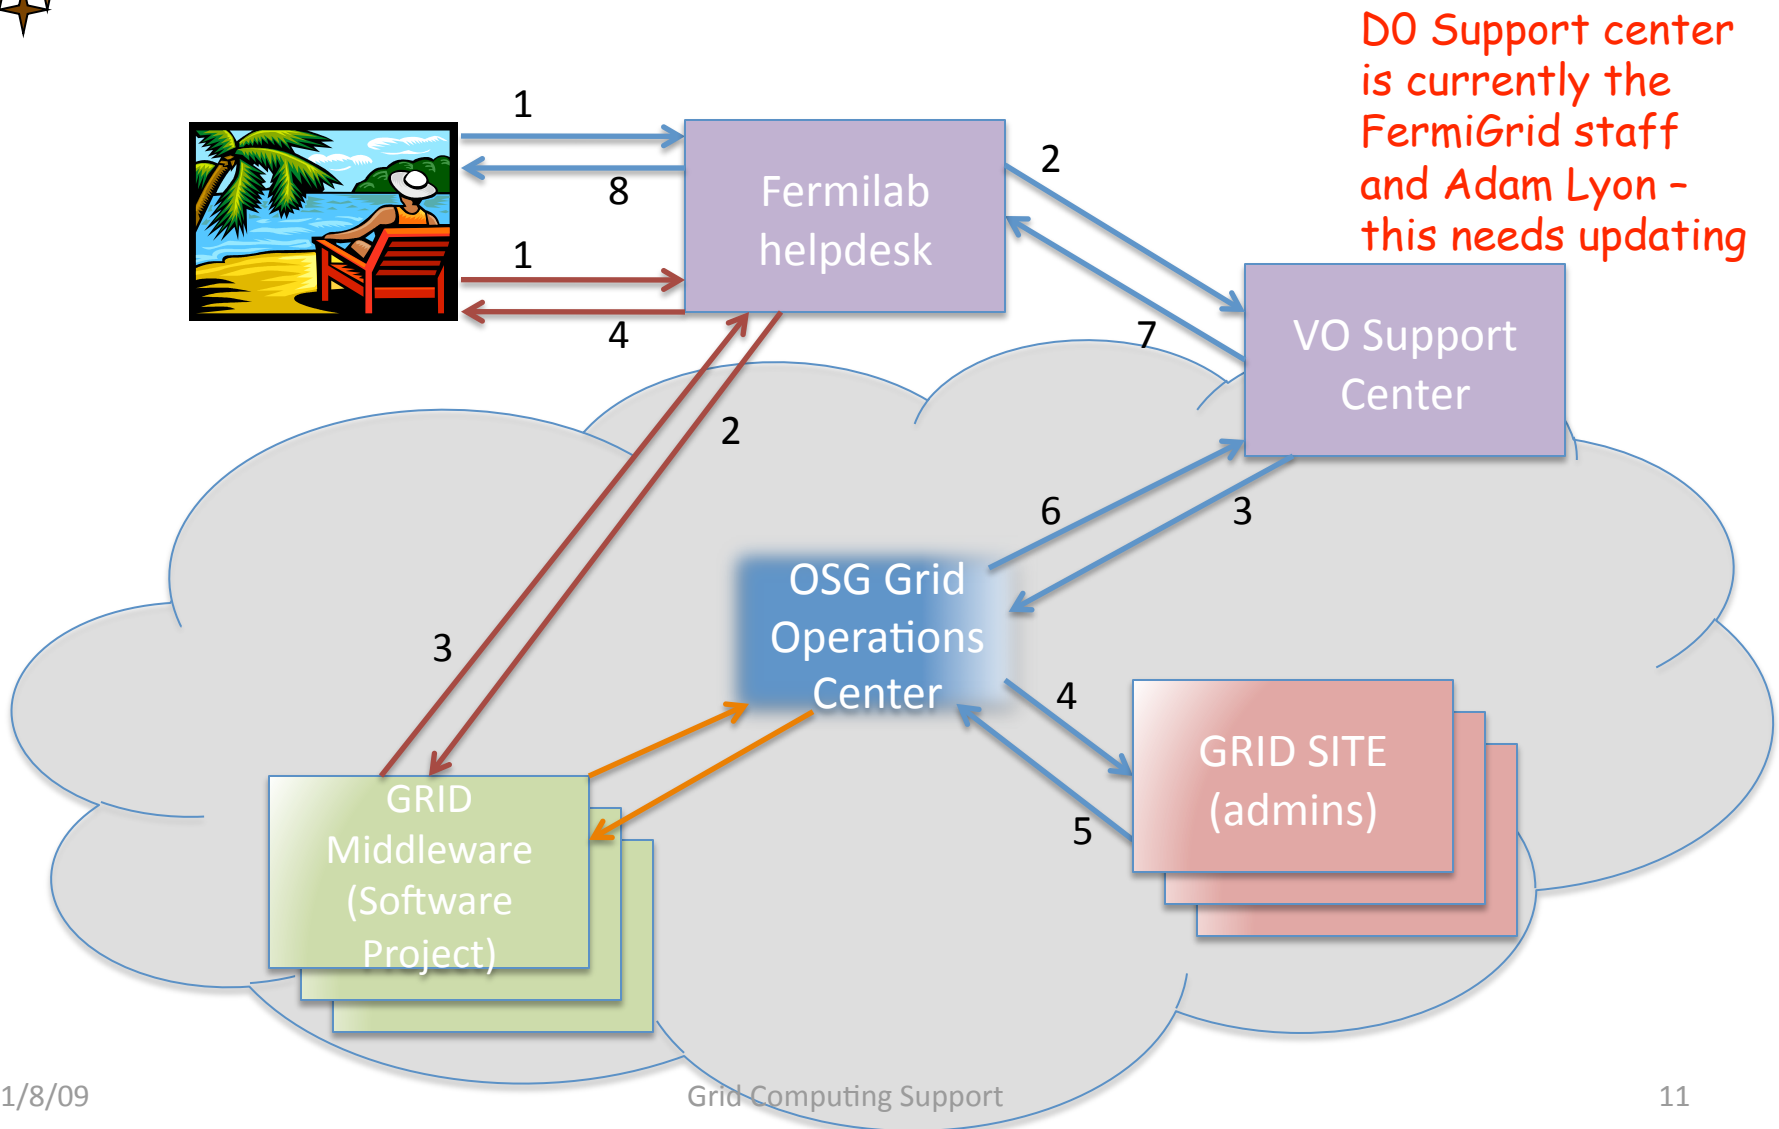 D0 Support center
is currently the
FermiGrid staff
and Adam Lyon –
this needs updating
1
8
1
4
Fermilab
helpdesk
2
7
VO Support
Center
2
3
6
3
OSG Grid
Operations
Center
4
5
GRID SITE
(admins)
GRID
Middleware
(Software
Project)
1/8/09
Grid Computing Support
11